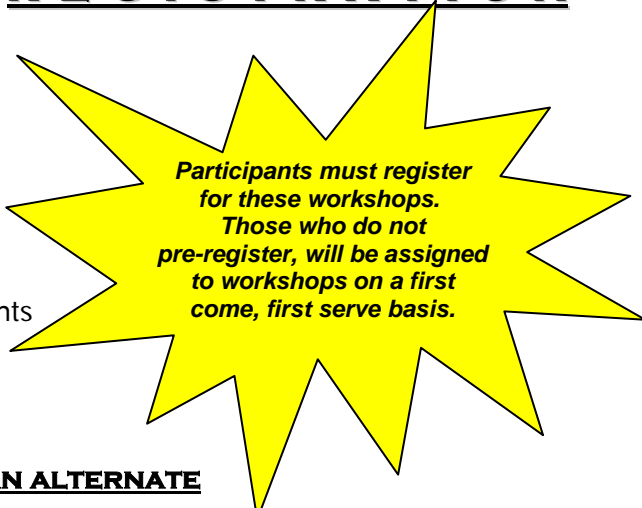 Participants must register
for these workshops.
Those who do not
pre-register, will be assigned
to workshops on a first
come, first serve basis.
nts
AN ALTERNATE